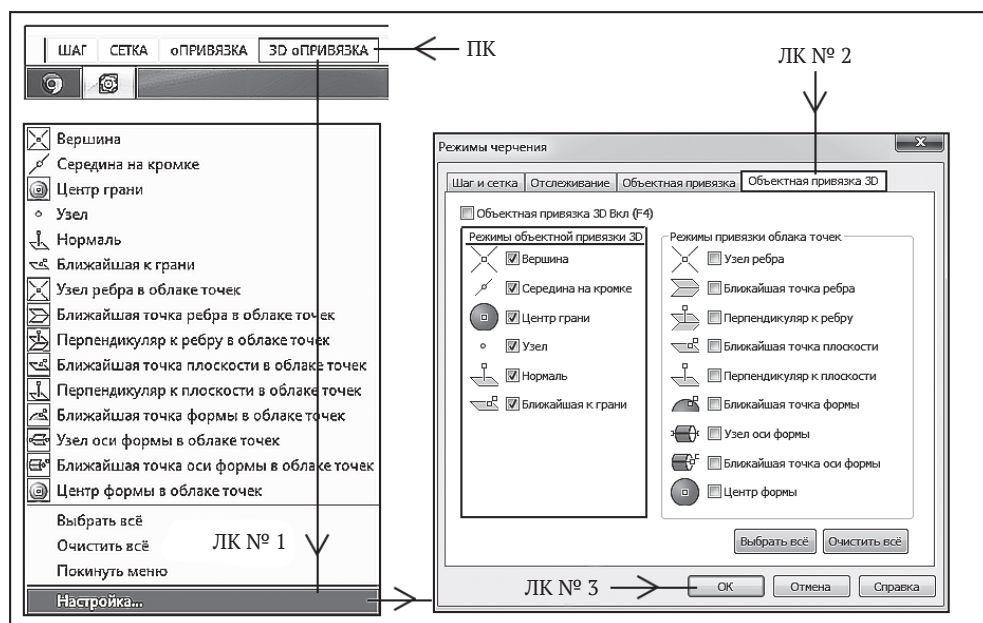 ШАГ СЕТКА оПРИВЯЗКА 3D оПРИВЯЗКА
ПК
ЛК № 2
Вершина
Середина на кромке
Центр грани
Узел
Нормаль
Ближайшая к грани
Узел ребра в облаке точек
Ближайшая точка ребра в облаке точек
Перпендикуляр к ребру в облаке точек
Ближайшая точка плоскости в облаке точек
Перпендикуляр к плоскости в облаке точек
Ближайшая точка формы в облаке точек
Узел оси формы в облаке точек
Ближайшая точка оси формы в облаке точек
Центр формы в облаке точек
Выбрать всё
Очистить всё
ЛК № 1
Покинуть меню
Настройка...
Режимы черчения
x
Шаг и сетка Отслеживание Объектная привязка Объектная привязка 3D
Объектная привязка 3D Вкл (F4)
Режимы объектной привязки 3D
Вершина
Середина на кромке
Центр грани
Узел
Нормаль
Ближайшая к грани
Режимы привязки облака точек
Узел ребра
Ближайшая точка ребра
Перпендикуляр к ребру
Ближайшая точка плоскости
Перпендикуляр к плоскости
Ближайшая точка формы
Узел оси формы
Ближайшая точка оси формы
Центр формы
Выбрать всё Очистить всё
ЛК № 3
ОК Отмена Справка